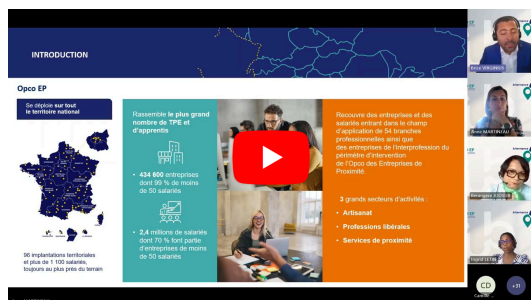 INTRODUCTION
Opco EP
Se déploie sur tout
le territoire national
96 implantations territoriales
et plus de 1 100 salariés,
toujours au plus près du terrain
Rassemble le plus grand
nombre de TPE et
d'apprentis
• 434 600 entreprises
dont 99 % de moins
de 50 salariés
• 2,4 millions de salariés
dont 70 % font partie
d'entreprises de moins
de 50 salariés
Recouvre des entreprises et des
salariés entrant dans le champ
d'application de 54 branches
professionnelles ainsi que
des entreprises de l'Interprofession du
périmètre d'intervention
de l'Opco des Entreprises de
Proximité
3 grands secteurs d'activités :
• Artisanat
• Professions libérales
• Services de proximité
Anne MARTINEAU
CD
+31
Camille